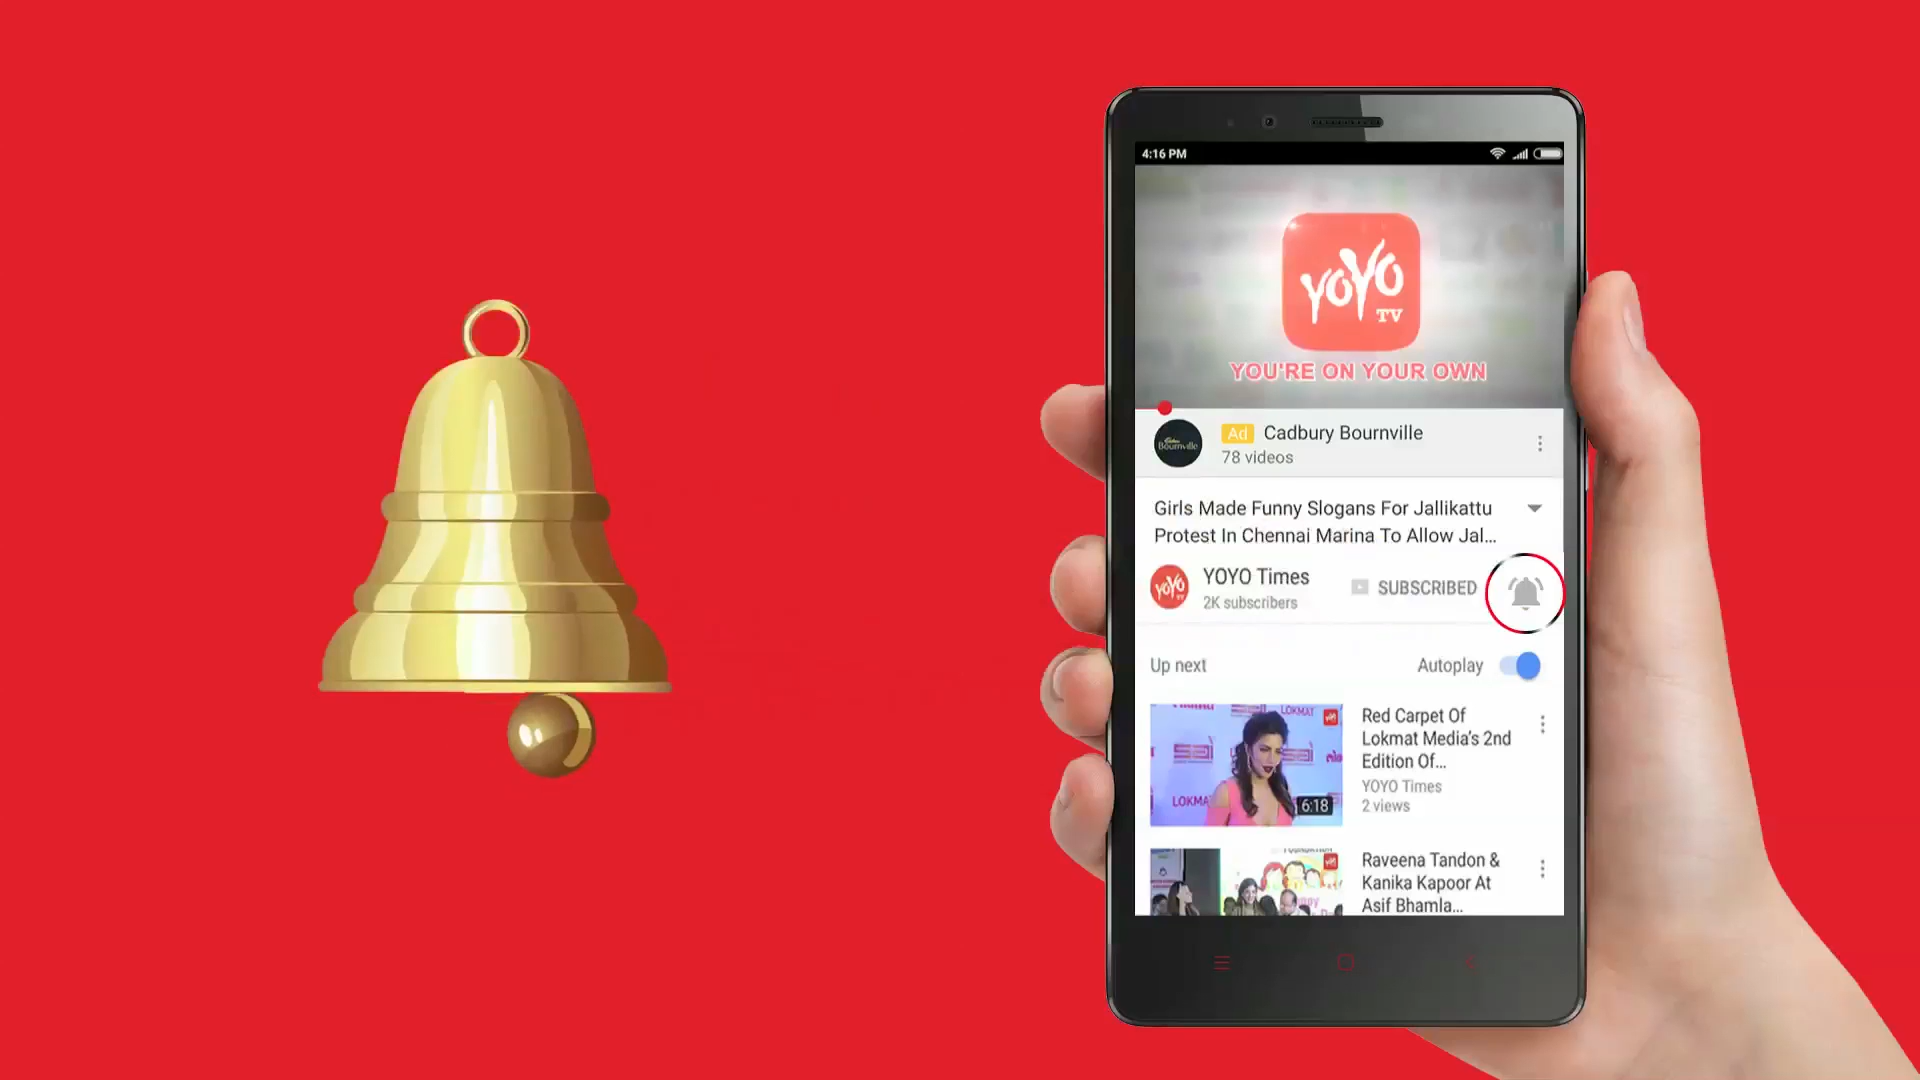 4:16 PM
YOYO
TV
YOU'RE ON YOUR OWN
Bournville
Ad Cadbury Bournville
78 videos
Girls Made Funny Slogans For Jallikattu
Protest In Chennai Marina To Allow Jal...
YOYO
TV
YOYO Times
2K subscribers
SUBSCRIBED
Up next
Autoplay
LOKMAT
LOKMA
6:18
Red Carpet Of
Lokmat Media's 2nd
Edition Of...
YOYO Times
2 views
Raveena Tandon &
Kanika Kapoor At
Asif Bhamla...